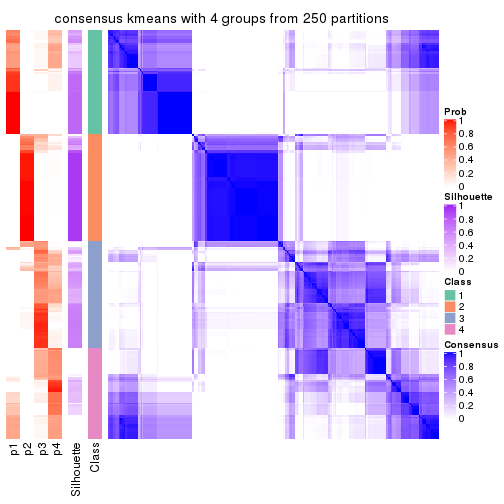 consensus kmeans with 4 groups from 250 partitions
Prob
1
0.8
0.6
0.4
0.2
0
Silhouette
1
0.8
0.6
0.4
0.2
0
Class
1
2
3
4
Consensus
1
0.8
0.6
0.4
0.2
0
p1
p2
p3
p4
Silhouette
Class